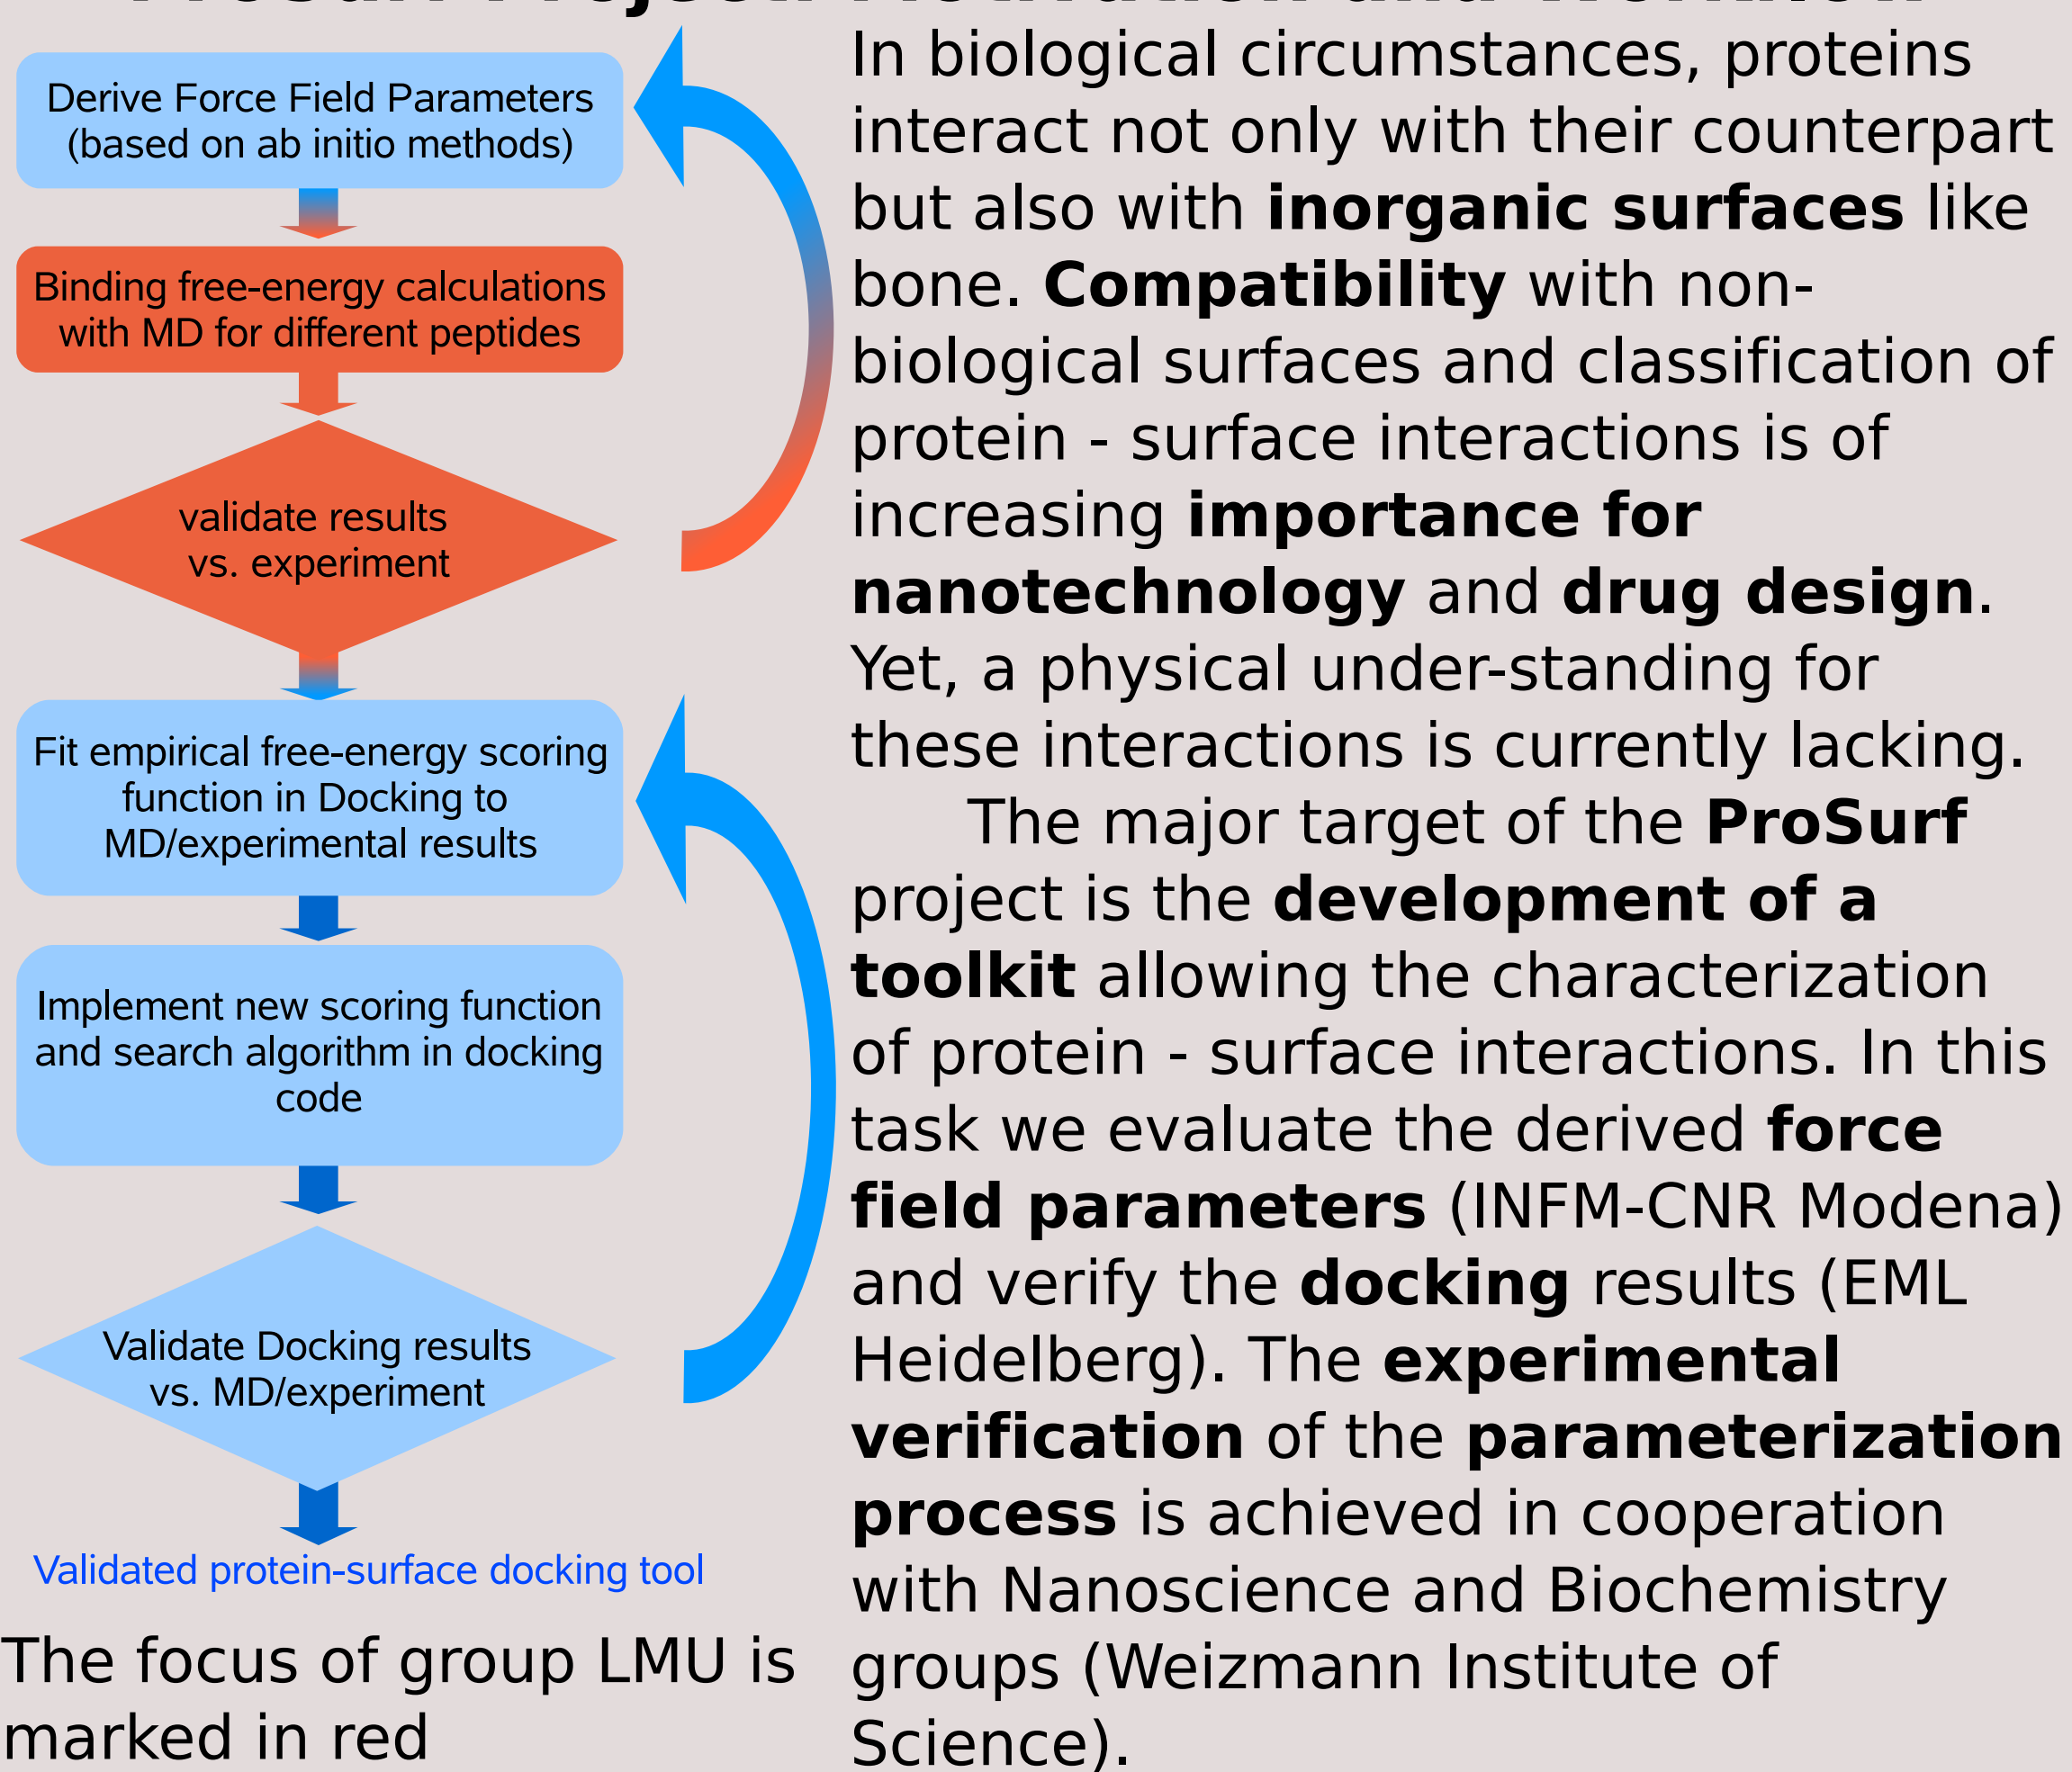 Derive Force Field Parameters
(based on ab initio methods)
Binding free-energy calculations
with MD for different peptides
validate results
vs. experiment
Fit empirical free-energy scoring
function in Docking to
MD/experimental results
Implement new scoring function
and search algorithm in docking
code
Validate Docking results
vs. MD/experiment
Validated protein-surface docking tool
The focus of group LMU is
marked in red
In biological circumstances, proteins
interact not only with their counterpart
but also with inorganic surfaces like
bone. Compatibility with non-
biological surfaces and classification of
protein - surface interactions is of
increasing importance for
nanotechnology and drug design.
Yet, a physical under-standing for
these interactions is currently lacking.
The major target of the ProSurf
project is the development of a
toolkit allowing the characterization
of protein - surface interactions. In this
task we evaluate the derived force
field parameters (INFM-CNR Modena)
and verify the docking results (EML
Heidelberg). The experimental
verification of the parameterization
process is achieved in cooperation
with Nanoscience and Biochemistry
groups (Weizmann Institute of
Science).